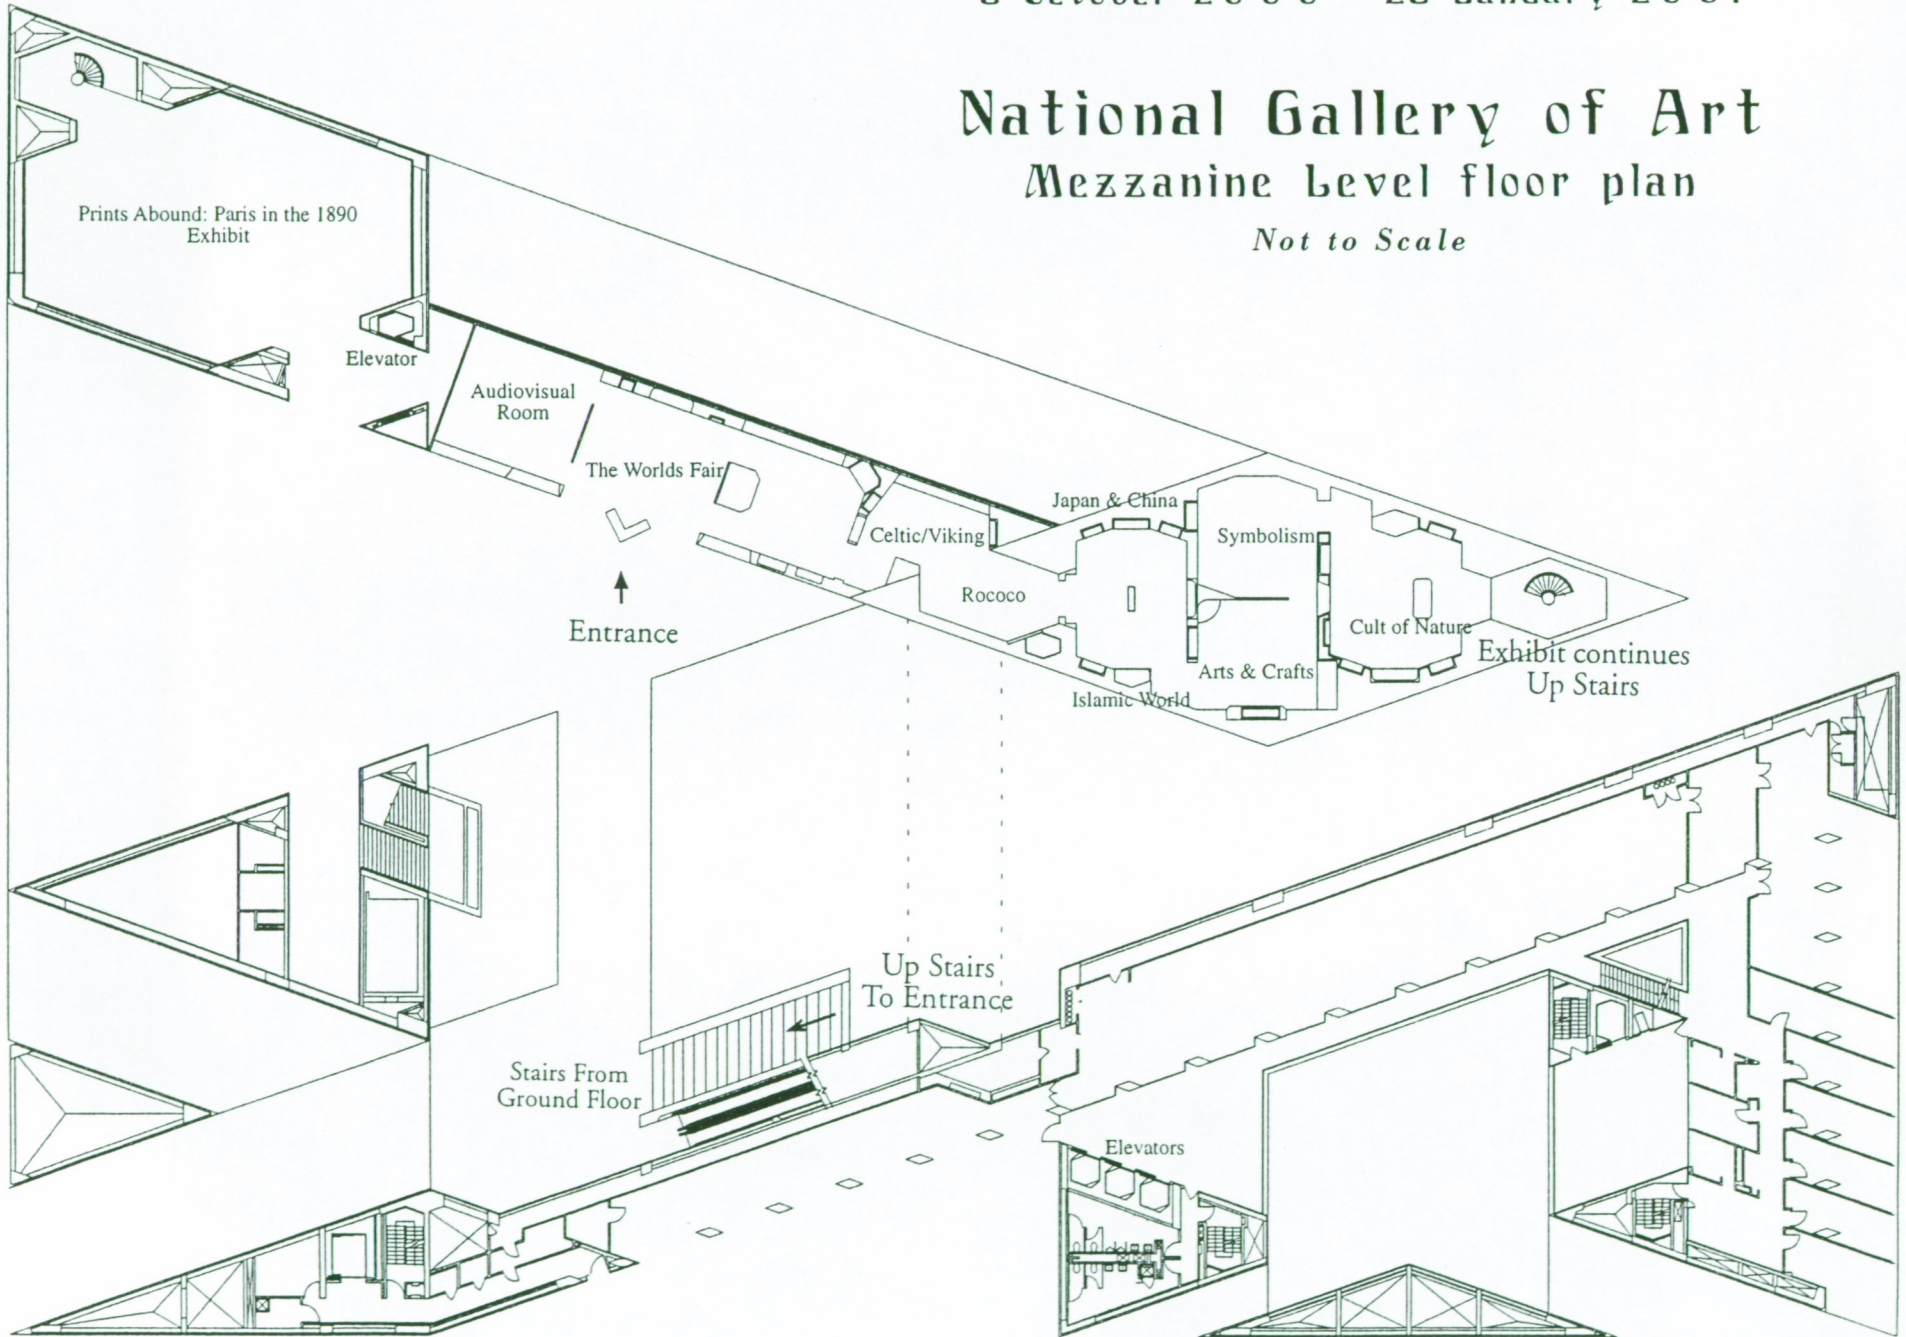 National Gallery of Art
Mezzanine Level floor plan
Not to Scale
Prints Abound: Paris in the 1890
Exhibit
Elevator
Audiovisual
Room
The Worlds Fair
Entrance
Celtic/Viking
Rococo
Japan & China
Symbolism
Cult of Nature
Arts & Crafts
Islamic World
Exhibit continues
Up Stairs
Up Stairs
To Entrance
Stairs From
Ground Floor
Elevators